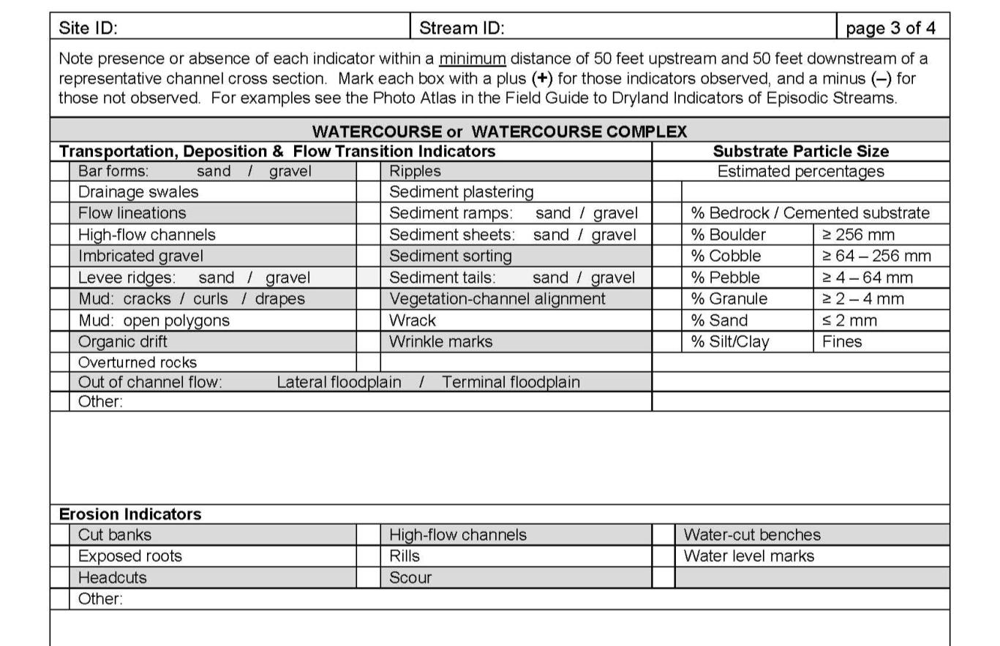 Site ID: Stream ID: page 3 of 4
Note presence or absence of each indicator within a minimum distance of 50 feet upstream and 50 feet downstream of a
representative channel cross section. Mark each box with a plus (+) for those indicators observed, and a minus (–) for
those not observed. For examples see the Photo Atlas in the Field Guide to Dryland Indicators of Episodic Streams.
WATERCOURSE or WATERCOURSE COMPLEX
Transportation, Deposition & Flow Transition Indicators Substrate Particle Size
Bar forms: sand / gravel Ripples Estimated percentages
Drainage swales Sediment plastering
Flow lineations Sediment ramps: sand / gravel % Bedrock / Cemented substrate
High-flow channels Sediment sheets: sand / gravel % Boulder ≥ 256 mm
Imbricated gravel Sediment sorting % Cobble ≥ 64 – 256 mm
Levee ridges: sand / gravel Sediment tails: sand / gravel % Pebble ≥ 4 – 64 mm
Mud: cracks / curls / drapes Vegetation-channel alignment % Granule ≥ 2 – 4 mm
Mud: open polygons Wrack % Sand ≤ 2 mm
Organic drift Wrinkle marks % Silt/Clay Fines
Overturned rocks
Out of channel flow: Lateral floodplain / Terminal floodplain
Other:
Erosion Indicators
Cut banks High-flow channels Water-cut benches
Exposed roots Rills Water level marks
Headcuts Scour
Other: